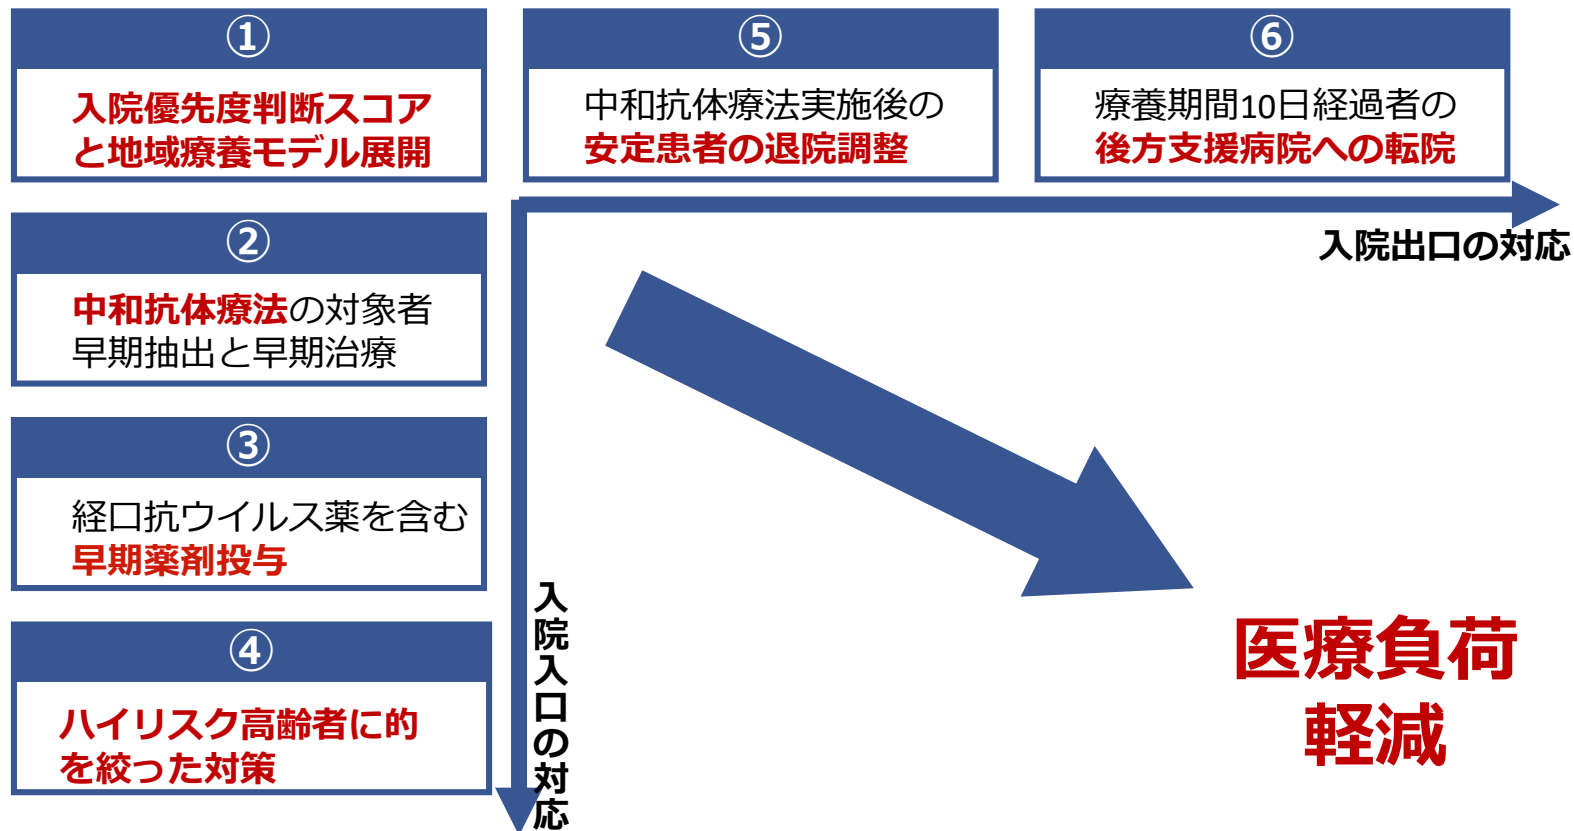 ①
入院優先度判断スコア
と地域療養モデル展開
⑤
中和抗体療法実施後の
安定患者の退院調整
⑥
療養期間10日経過者の
後方支援病院への転院
入院出口の対応
②
中和抗体療法の対象者
早期抽出と早期治療
③
経口抗ウイルス薬を含む
早期薬剤投与
④
ハイリスク高齢者に的
を絞った対策
入院入口の対応
医療負荷
軽減